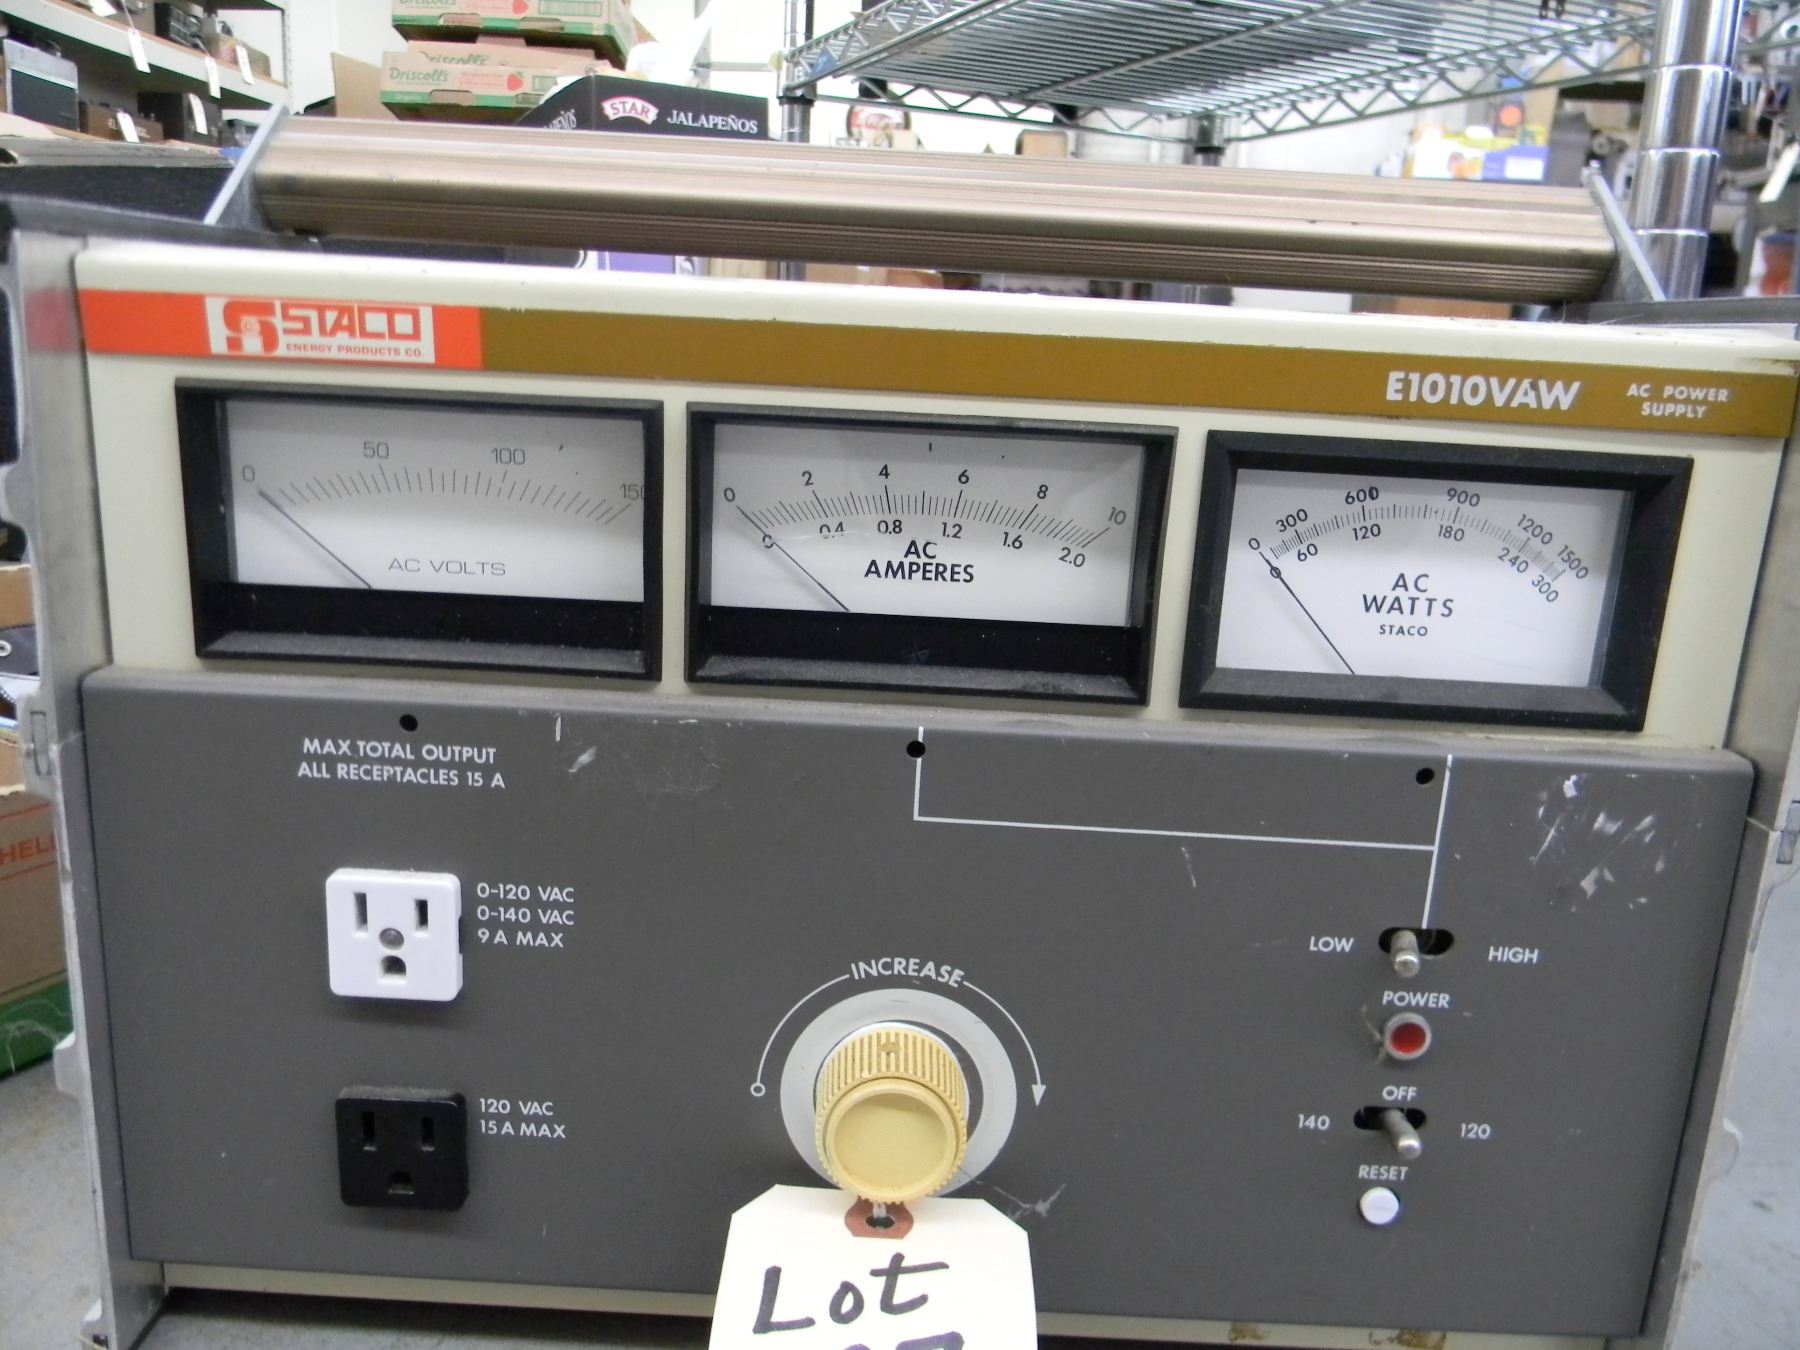 Driscoll's
Driscoll's
STAR JALAPEÑOS
STACO
ENERGY PRODUCTS CO.
E1010VAW
AC POWER
SUPPLY
0 50 100 150
AC VOLTS
0 2 4 6 8 10
0 0.4 0.8 1.2 1.6 2.0
AC
AMPERES
0 300 600 900 1200 1500
0 60 120 180 240 300
AC
WATTS
STACO
MAX TOTAL OUTPUT
ALL RECEPTACLES 15 A
0-120 VAC
0-140 VAC
9 A MAX
120 VAC
15 A MAX
INCREASE
LOW HIGH
POWER
OFF
140 120
RESET
Lot